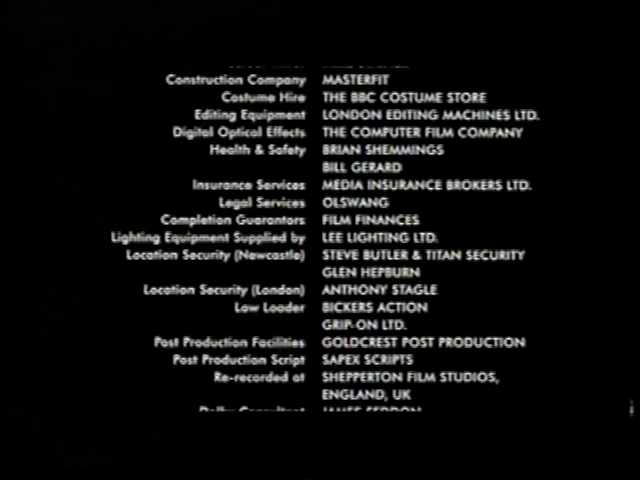 Construction Company MASTERFIT
Costume Hire THE BBC COSTUME STORE
Editing Equipment LONDON EDITING MACHINES LTD.
Digital Optical Effects THE COMPUTER FILM COMPANY
Health & Safety BRIAN SHEMMINGS
BILL GERARD
Insurance Services MEDIA INSURANCE BROKERS LTD.
Legal Services OLSWANG
Completion Guarantors FILM FINANCES
Lighting Equipment Supplied by LEE LIGHTING LTD.
Location Security (Newcastle) STEVE BUTLER & TITAN SECURITY
GLEN HEPBURN
Location Security (London) ANTHONY STAGLE
Low Loader BICKERS ACTION
GRIP-ON LTD.
Post Production Facilities GOLDCREST POST PRODUCTION
Post Production Script SAPEX SCRIPTS
Re-recorded at SHEPPERTON FILM STUDIOS,
ENGLAND, UK
Dolby Consultant